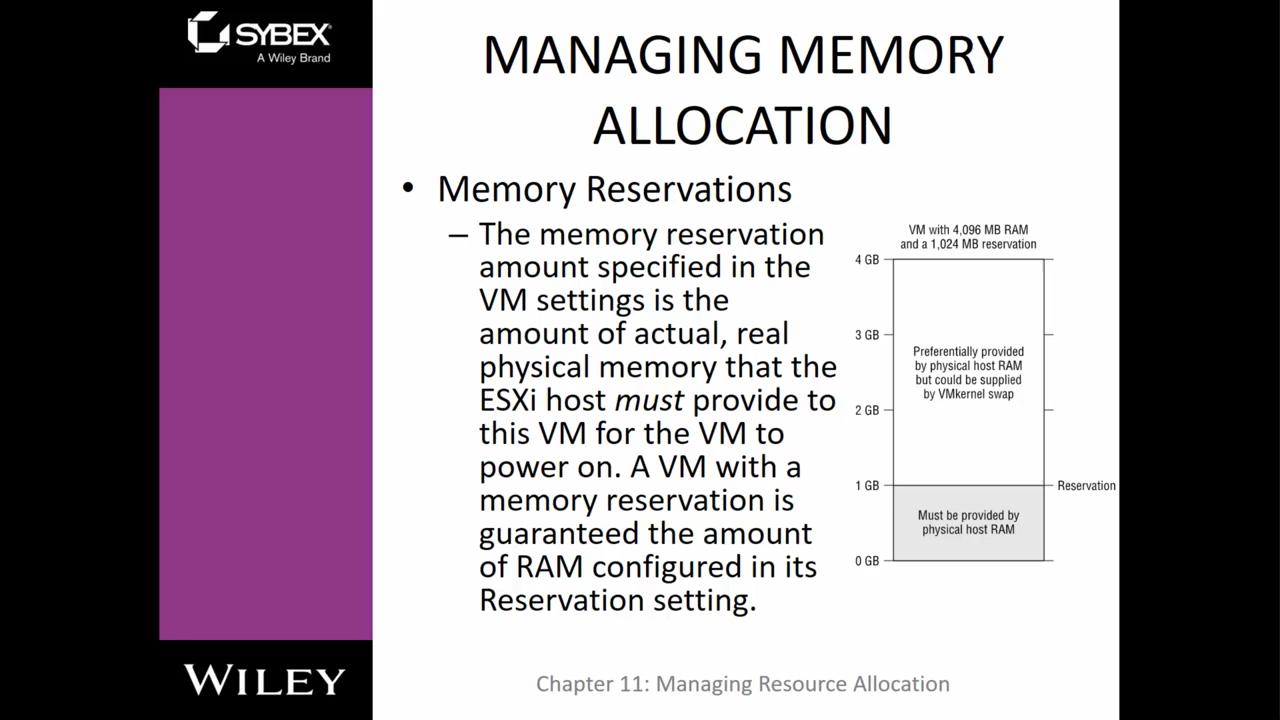 SYBEX
A Wiley Brand
MANAGING MEMORY
ALLOCATION
• Memory Reservations
– The memory reservation
amount specified in the
VM settings is the
amount of actual, real
physical memory that the
ESXi host must provide to
this VM for the VM to
power on. A VM with a
memory reservation is
guaranteed the amount
of RAM configured in its
Reservation setting.
VM with 4,096 MB RAM
and a 1,024 MB reservation
4 GB
3 GB
Preferentially provided
by physical host RAM
but could be supplied
by VMkernel swap
2 GB
1 GB
Reservation
Must be provided by
physical host RAM
0 GB
WILEY
Chapter 11: Managing Resource Allocation